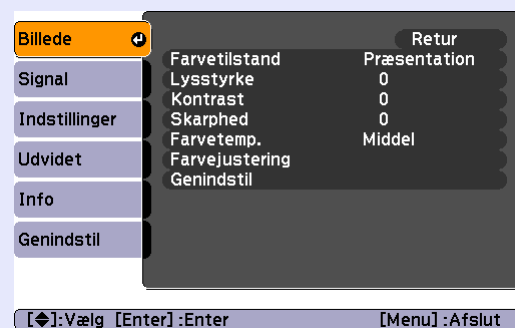 Billede
Signal
Indstillinger
Udvidet
Info
Genindstil
Retur
Farvetilstand Præsentation
Lysstyrke 0
Kontrast 0
Skarphed 0
Farvetemp. Middel
Farvejustering
Genindstil
[◆]:Vælg [Enter]:Enter [Menu]:Afslut